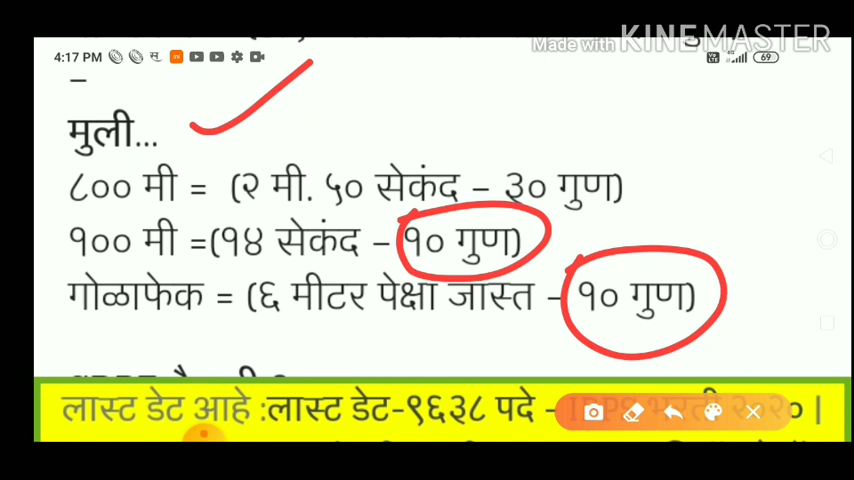 Made with KINEMASTER
4:17 PM
69
मुली...
८०० मी = (२ मी. ५० सेकंद – ३० गुण)
१०० मी =(१४ सेकंद – १० गुण)
गोळाफेक = (६ मीटर पेक्षा जास्त – १० गुण)
लास्ट डेट आहे :लास्ट डेट-९६३८ पदे -